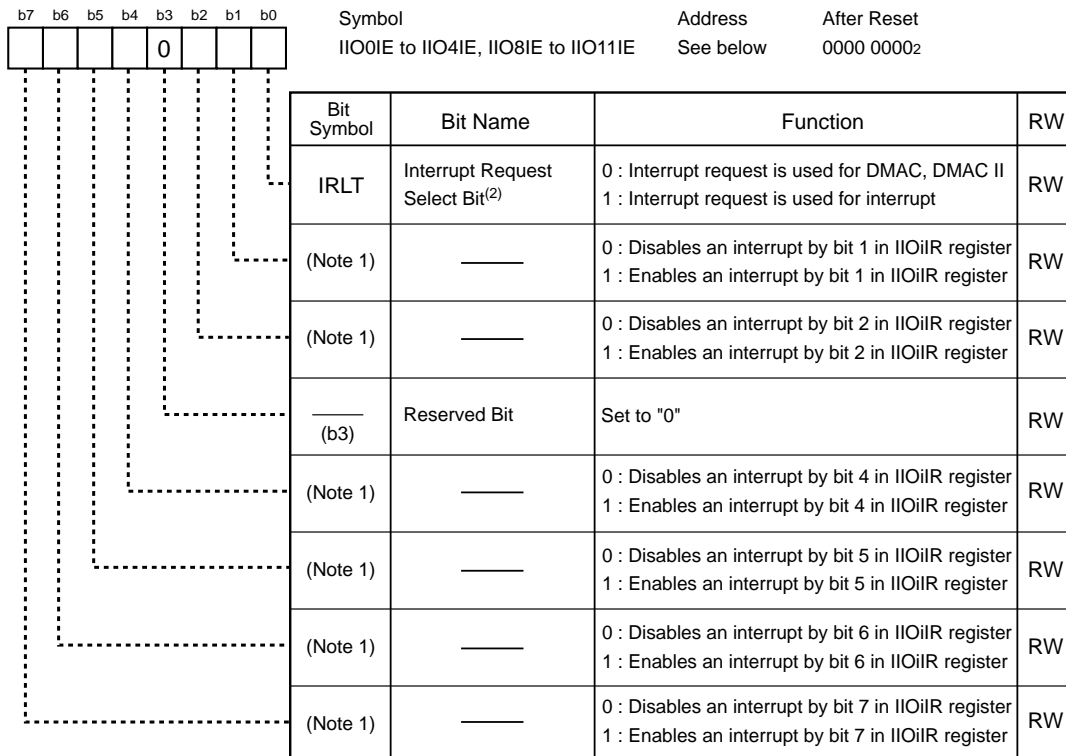 b7 b6 b5 b4 b3 b2 b1 b0
0
Symbol Address After Reset
IIO0IE to IIO4IE, IIO8IE to IIO11IE See below 0000 00002
Bit Symbol Bit Name Function RW
IRLT Interrupt Request Select Bit(2) 0 : Interrupt request is used for DMAC, DMAC II RW
1 : Interrupt request is used for interrupt
(Note 1) 0 : Disables an interrupt by bit 1 in IIOiIR register RW
1 : Enables an interrupt by bit 1 in IIOiIR register
(Note 1) 0 : Disables an interrupt by bit 2 in IIOiIR register RW
1 : Enables an interrupt by bit 2 in IIOiIR register
(b3) Reserved Bit Set to "0" RW
(Note 1) 0 : Disables an interrupt by bit 4 in IIOiIR register RW
1 : Enables an interrupt by bit 4 in IIOiIR register
(Note 1) 0 : Disables an interrupt by bit 5 in IIOiIR register RW
1 : Enables an interrupt by bit 5 in IIOiIR register
(Note 1) 0 : Disables an interrupt by bit 6 in IIOiIR register RW
1 : Enables an interrupt by bit 6 in IIOiIR register
(Note 1) 0 : Disables an interrupt by bit 7 in IIOiIR register RW
1 : Enables an interrupt by bit 7 in IIOiIR register